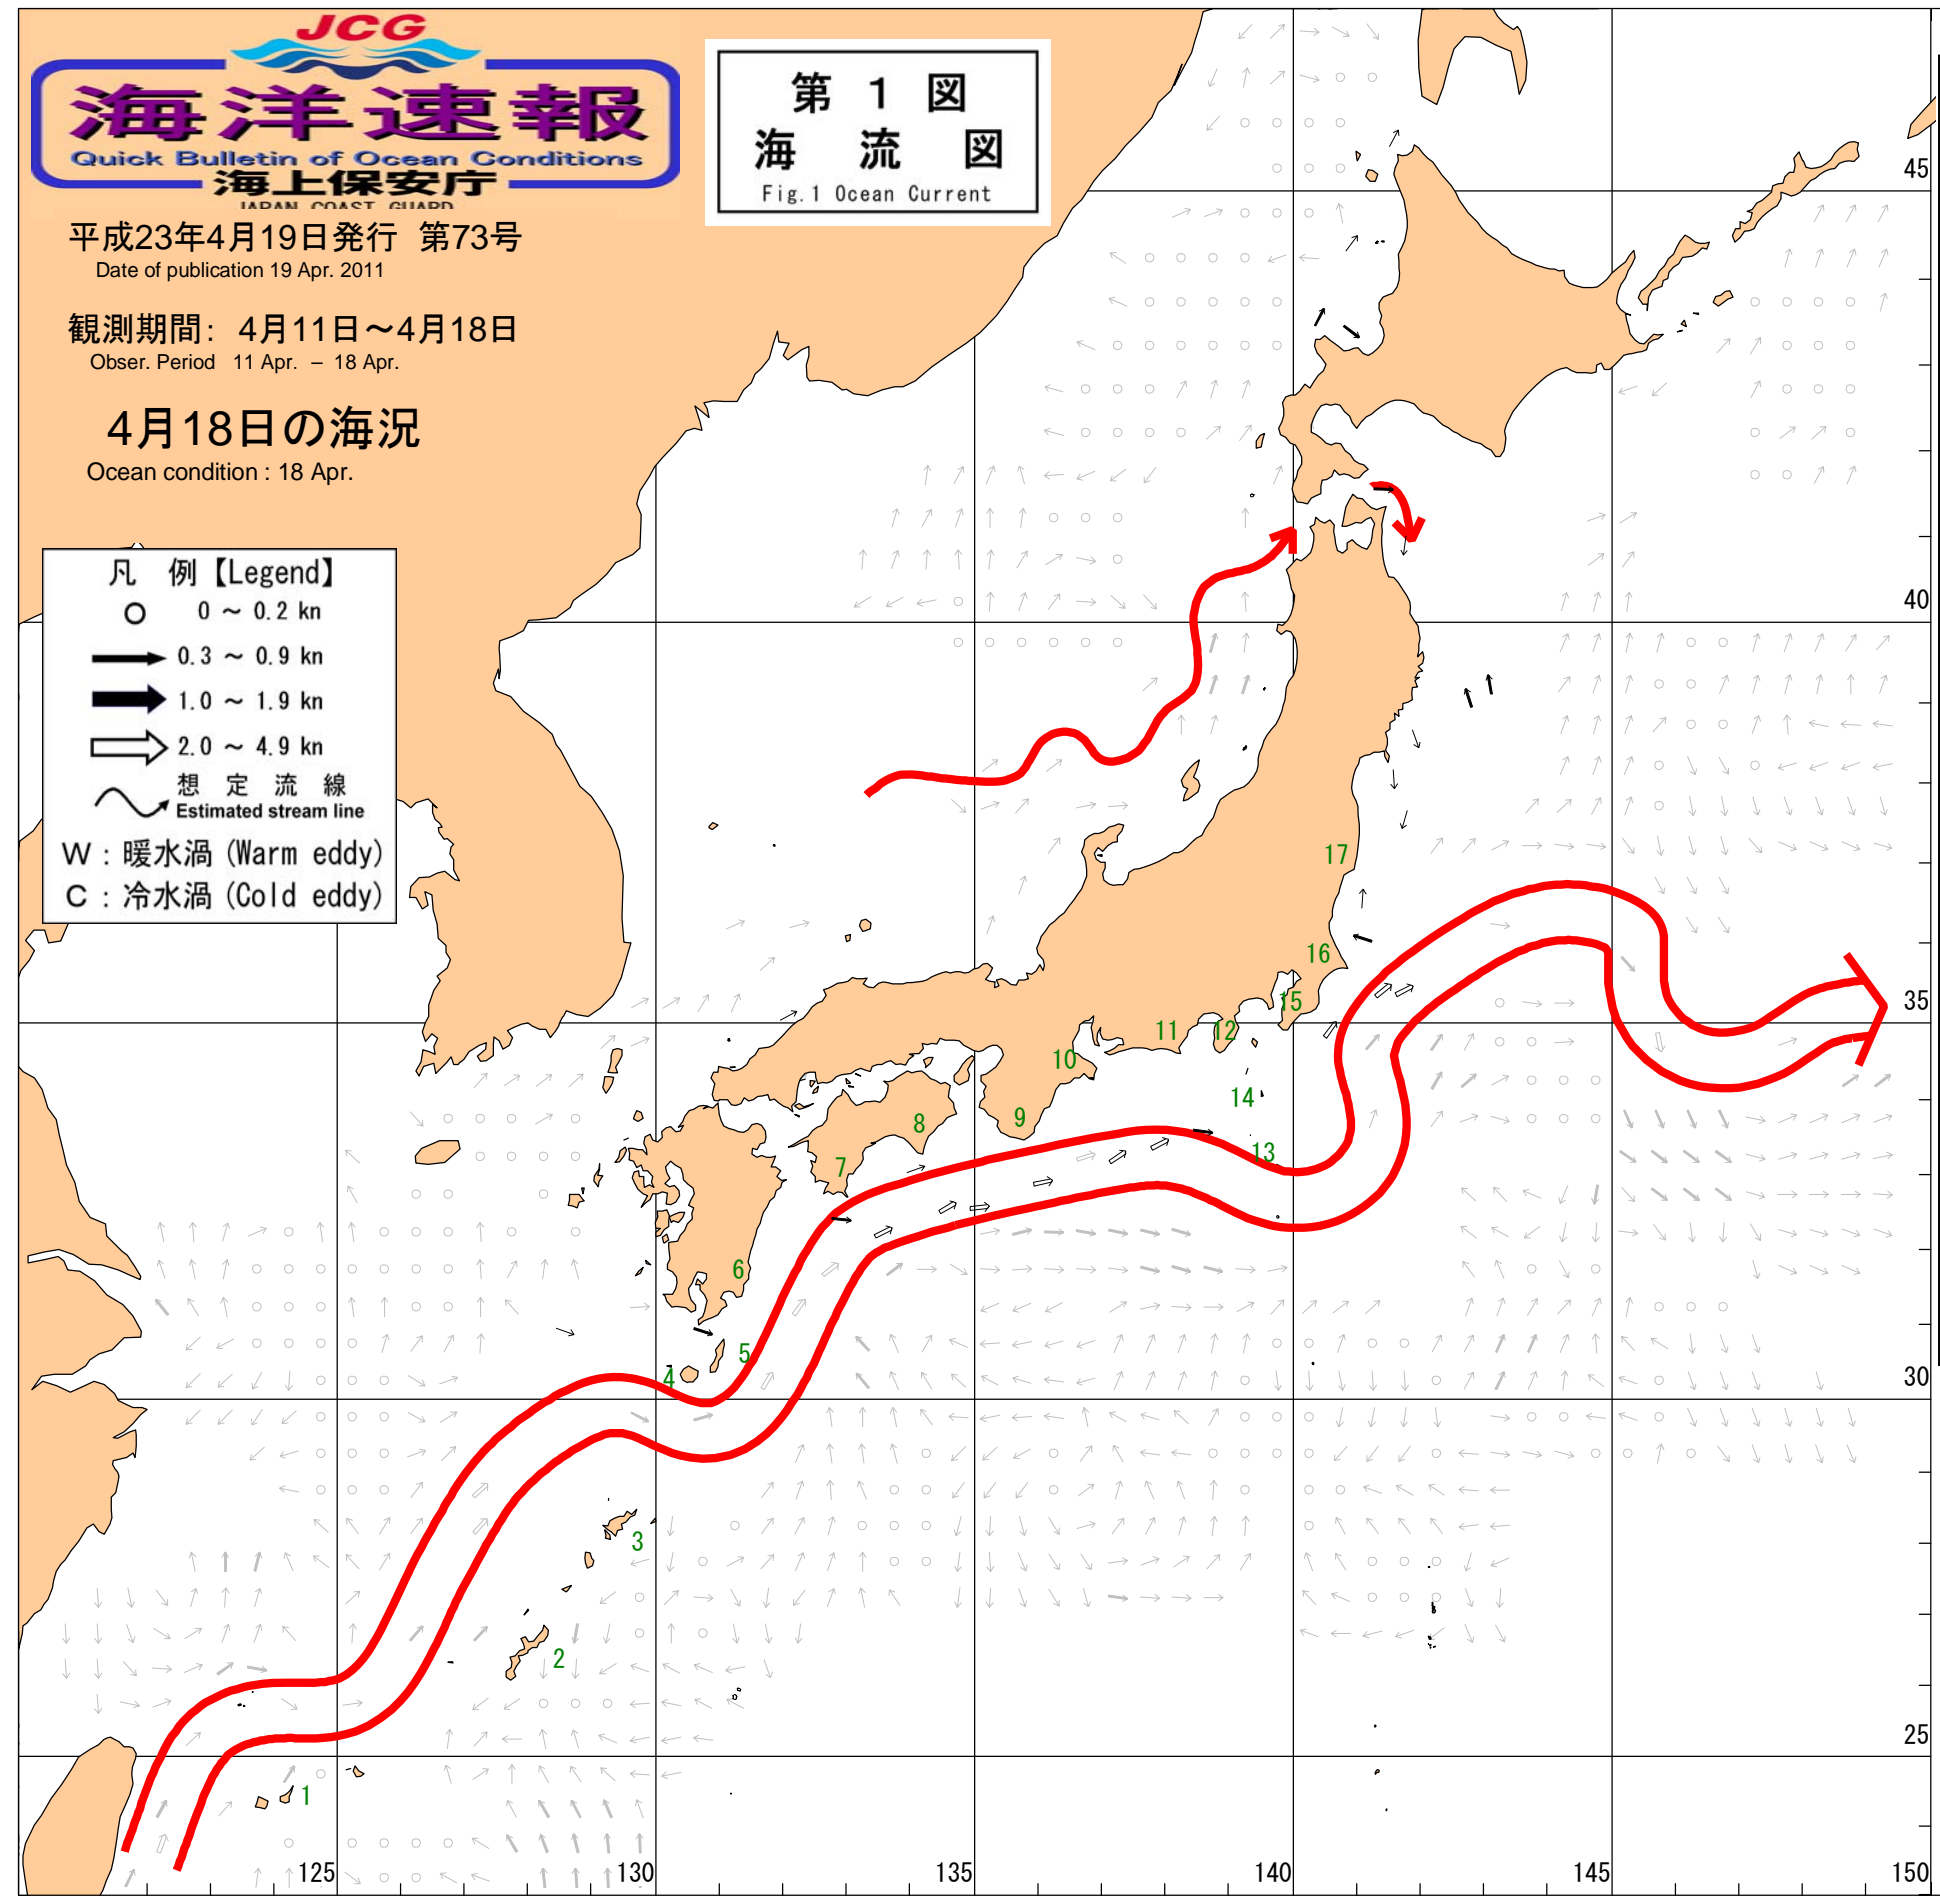 JCG
海洋速報
Quick Bulletin of Ocean Conditions
海上保安庁
JAPAN COAST GUARD
第 1 図
海 流 図
Fig.1 Ocean Current
平成23年4月19日発行 第73号
Date of publication 19 Apr. 2011
観測期間: 4月11日~4月18日
Obser. Period 11 Apr. – 18 Apr.
4月18日の海況
Ocean condition : 18 Apr.
凡 例【Legend】
0 ~ 0.2 kn
0.3 ~ 0.9 kn
1.0 ~ 1.9 kn
2.0 ~ 4.9 kn
想 定 流 線
Estimated stream line
W : 暖水渦 (Warm eddy)
C : 冷水渦 (Cold eddy)
45
40
17
16
35
15
12
11
10
14
9
8
13
7
6
5
4
30
3
2
25
1
125
130
135
140
145
150